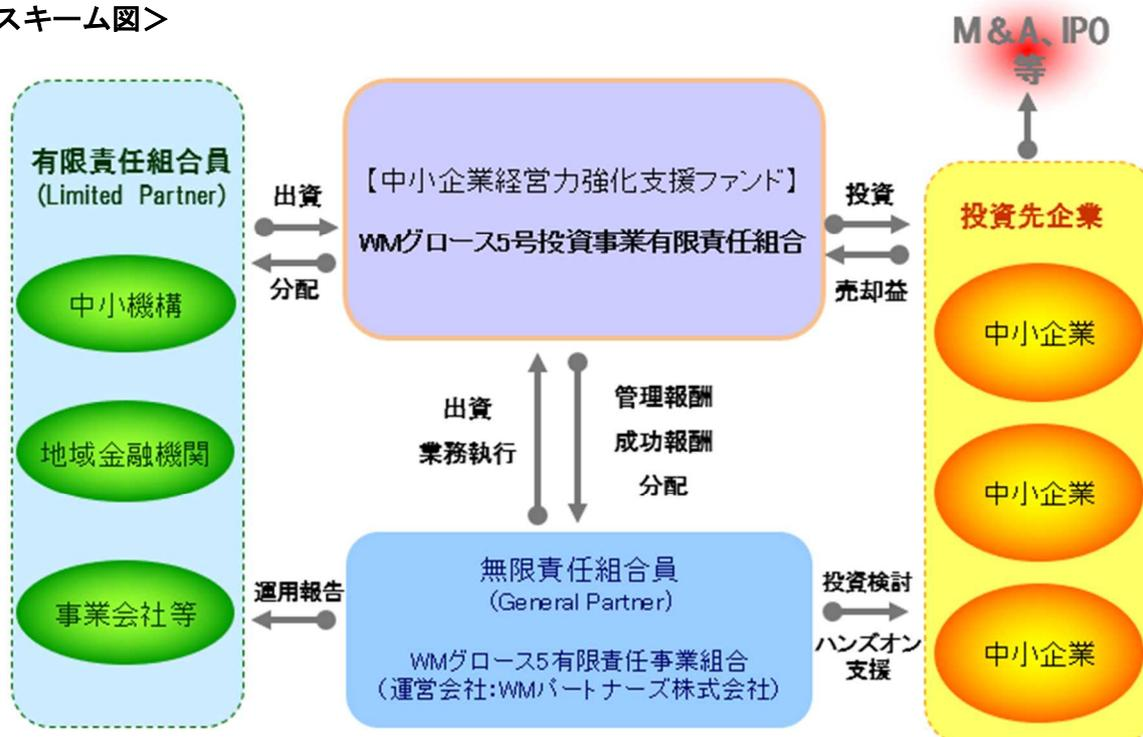 スキーム図＞
M＆A、IPO
等
有限責任組合員
(Limited Partner)
中小機構
地域金融機関
事業会社等
出資
分配
【中小企業経営力強化支援ファンド】
WMグロース5号投資事業有限責任組合
投資
売却益
投資先企業
中小企業
中小企業
中小企業
出資
業務執行
管理報酬
成功報酬
分配
運用報告
無限責任組合員
(General Partner)
WMグロース5有限責任事業組合
（運営会社：WMパートナーズ株式会社）
投資検討
ハンズオン
支援